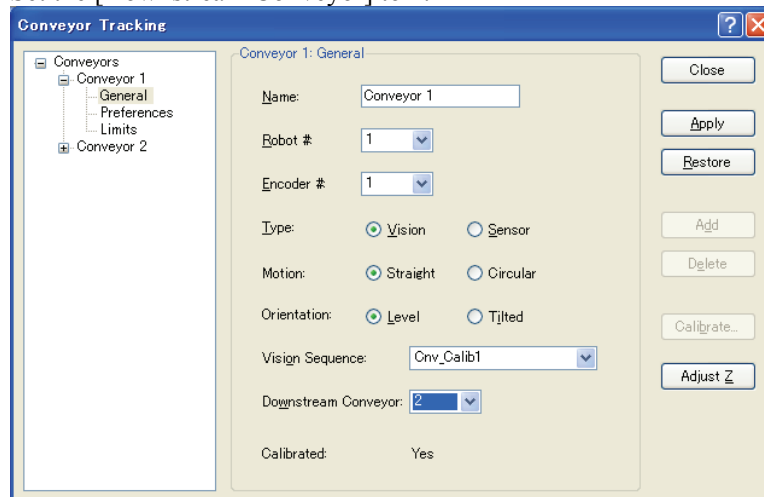 Conveyor Tracking
Conveyors
Conveyor 1
General
Preferences
Limits
Conveyor 2
Conveyor 1: General
Name: Conveyor 1
Robot # 1
Encoder # 1
Type: Vision Sensor
Motion: Straight Circular
Orientation: Level Tilted
Vision Sequence: Cnv_Calib1
Downstream Conveyor: 2
Calibrated: Yes
Close
Apply
Restore
Add
Delete
Calibrate...
Adjust Z